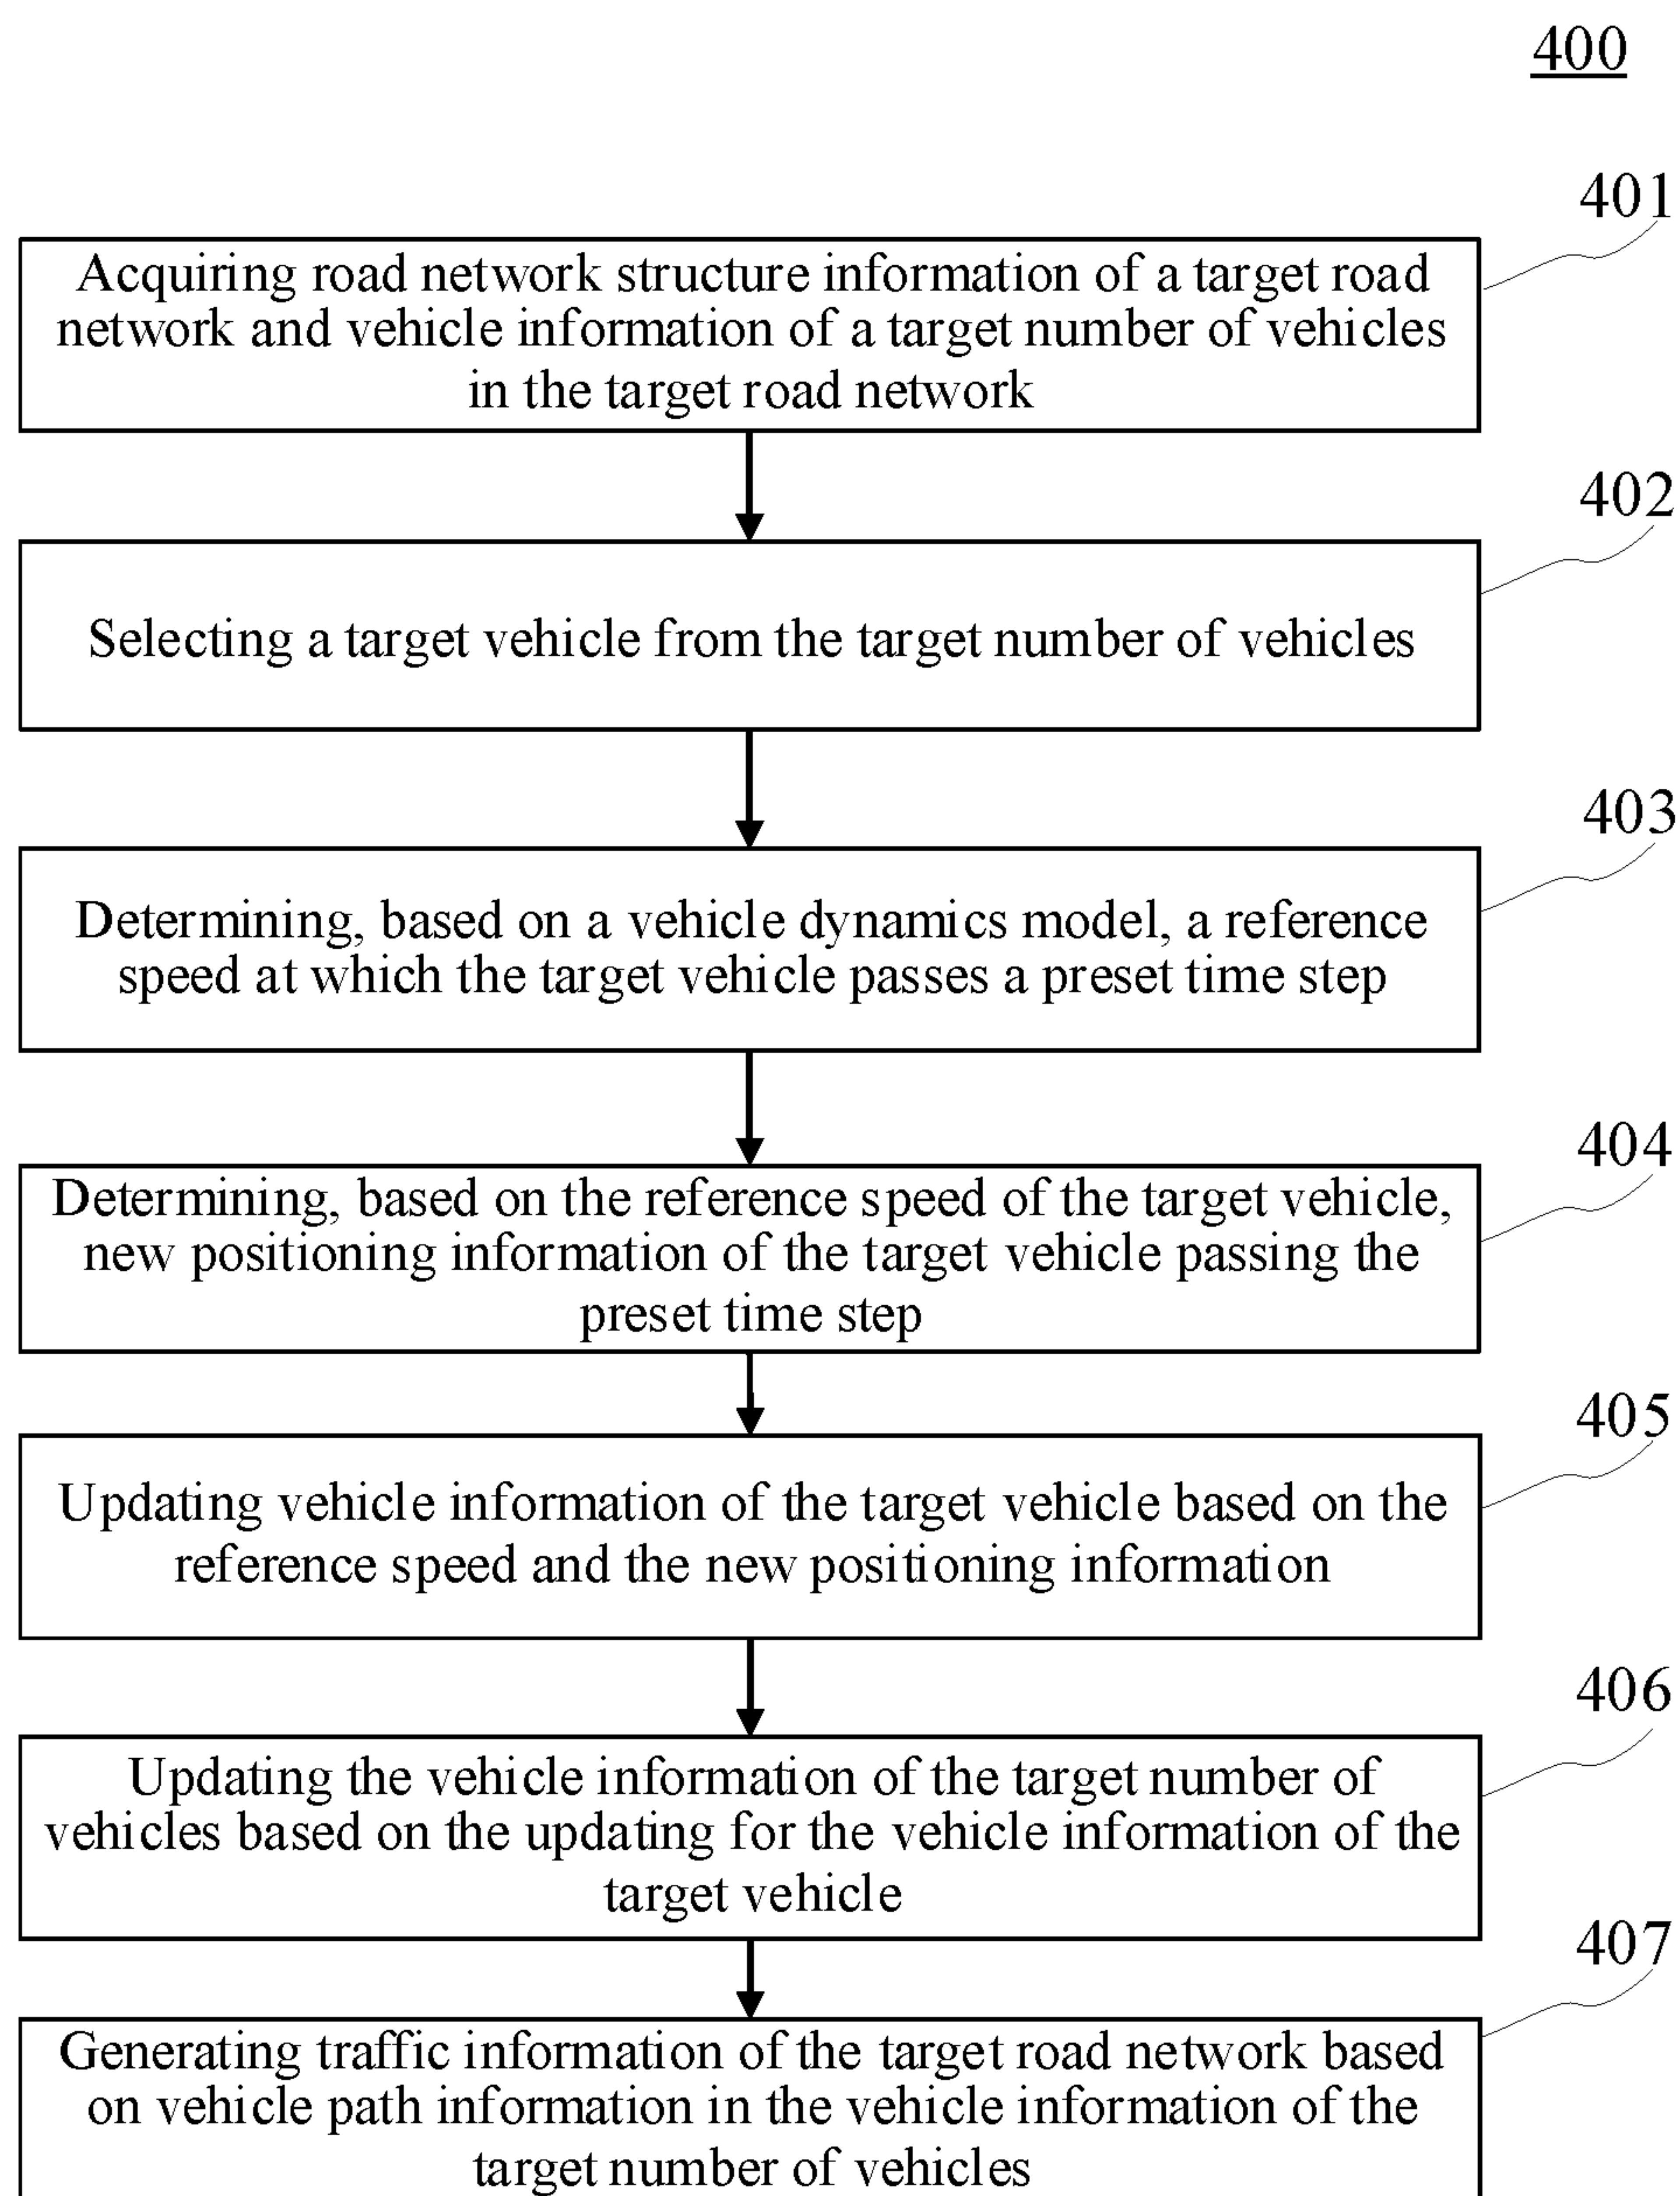 400
401
Acquiring road network structure information of a target road
network and vehicle information of a target number of vehicles
in the target road network
402
Selecting a target vehicle from the target number of vehicles
403
Determining, based on a vehicle dynamics model, a reference
speed at which the target vehicle passes a preset time step
404
Determining, based on the reference speed of the target vehicle,
new positioning information of the target vehicle passing the
preset time step
405
Updating vehicle information of the target vehicle based on the
reference speed and the new positioning information
406
Updating the vehicle information of the target number of
vehicles based on the updating for the vehicle information of the
target vehicle
407
Generating traffic information of the target road network based
on vehicle path information in the vehicle information of the
target number of vehicles